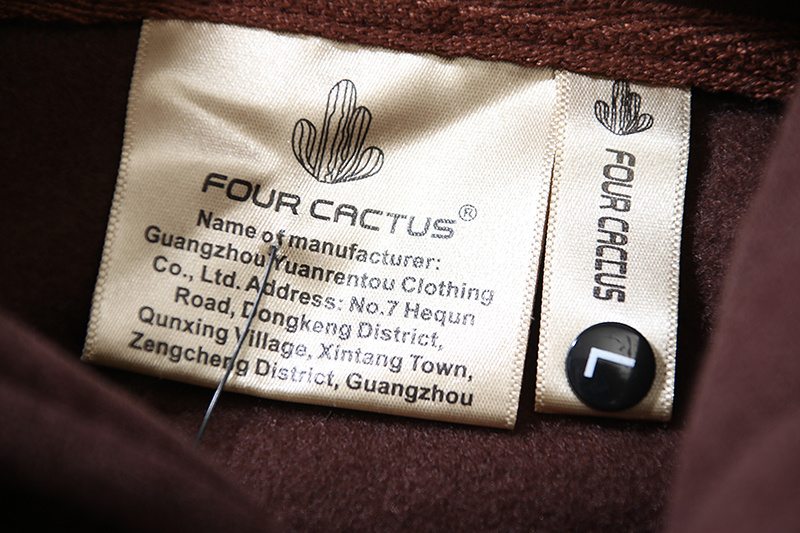 FOUR CACTUS®
Name of manufacturer:
Guangzhou Yuanrentou Clothing
Co., Ltd. Address: No.7 Hequn
Road, Dongkeng District,
Qunxing Village, Xintang Town,
Zengcheng District, Guangzhou
FOUR CACTUS
L